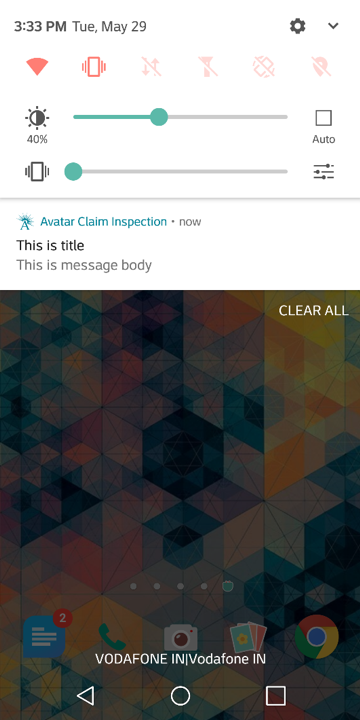 3:33 PM Tue, May 29
40%
Auto
Avatar Claim Inspection • now
This is title
This is message body
CLEAR ALL
2
VODAFONE IN|Vodafone IN